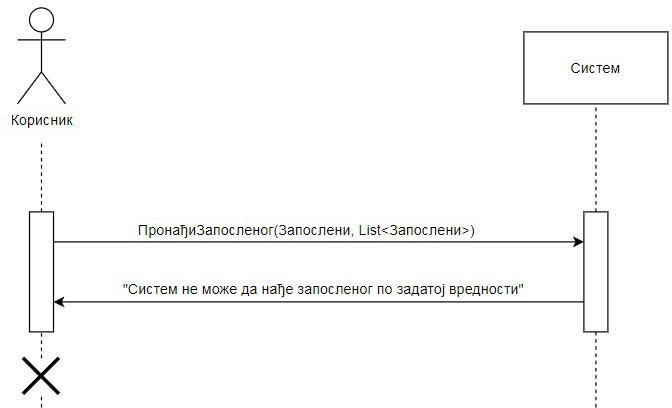 Систем
Корисник
ПронађиЗапосленог(Запослени, List<Запослени>)
"Систем не може да нађе запосленог по задатој вредности"